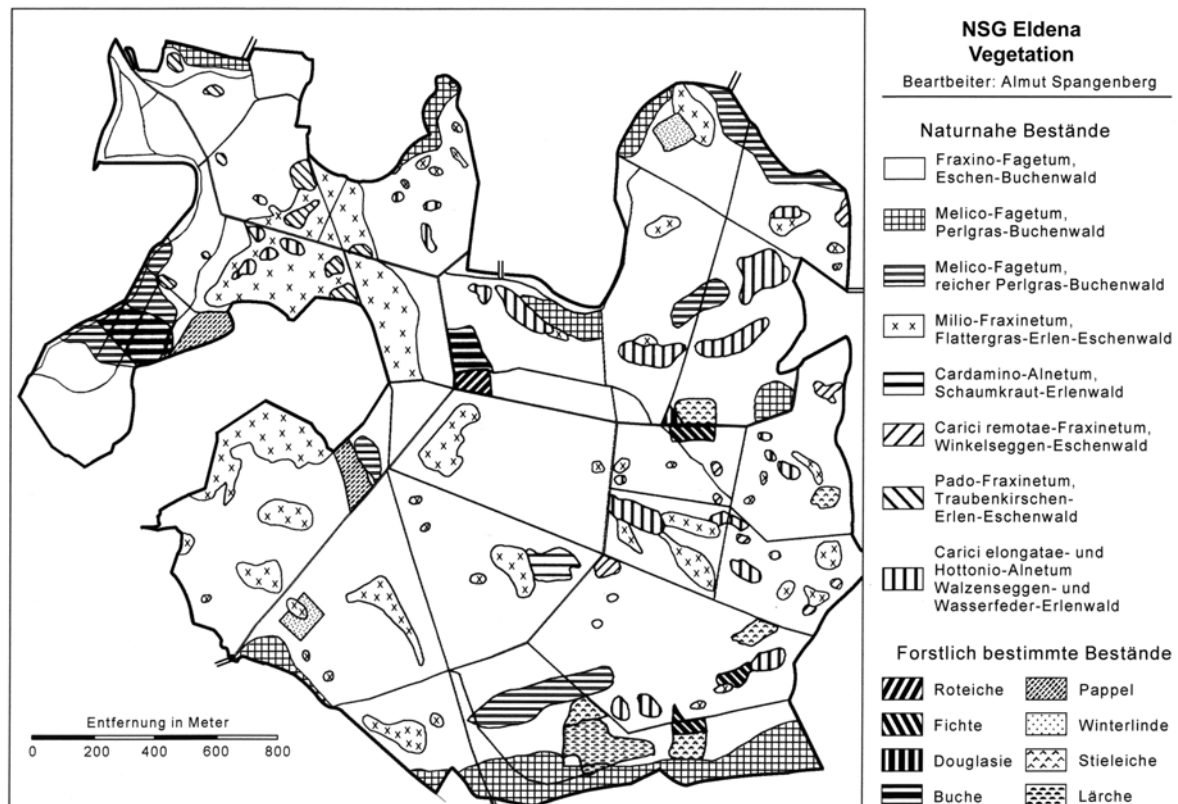 NSG Eldena
Vegetation
Beartbeiter: Almut Spangenberg
Naturnahe Bestände
Fraxino-Fagetum,
Eschen-Buchenwald
Melico-Fagetum,
Perlgras-Buchenwald
Melico-Fagetum,
reicher Perlgras-Buchenwald
Milio-Fraxinetum,
Flattergras-Erlen-Eschenwald
Cardamino-Alnetum,
Schaumkraut-Erlenwald
Carici remotae-Fraxinetum,
Winkelseggen-Eschenwald
Pado-Fraxinetum,
Traubenkirschen-
Erlen-Eschenwald
Carici elongatae- und
Hottonio-Alnetum
Walzenseggen- und
Wasserfeder-Erlenwald
Forstlich bestimmte Bestände
Roteiche Pappel
Fichte Winterlinde
Douglasie Stieleiche
Buche Lärche
Entfernung in Meter
0 200 400 600 800